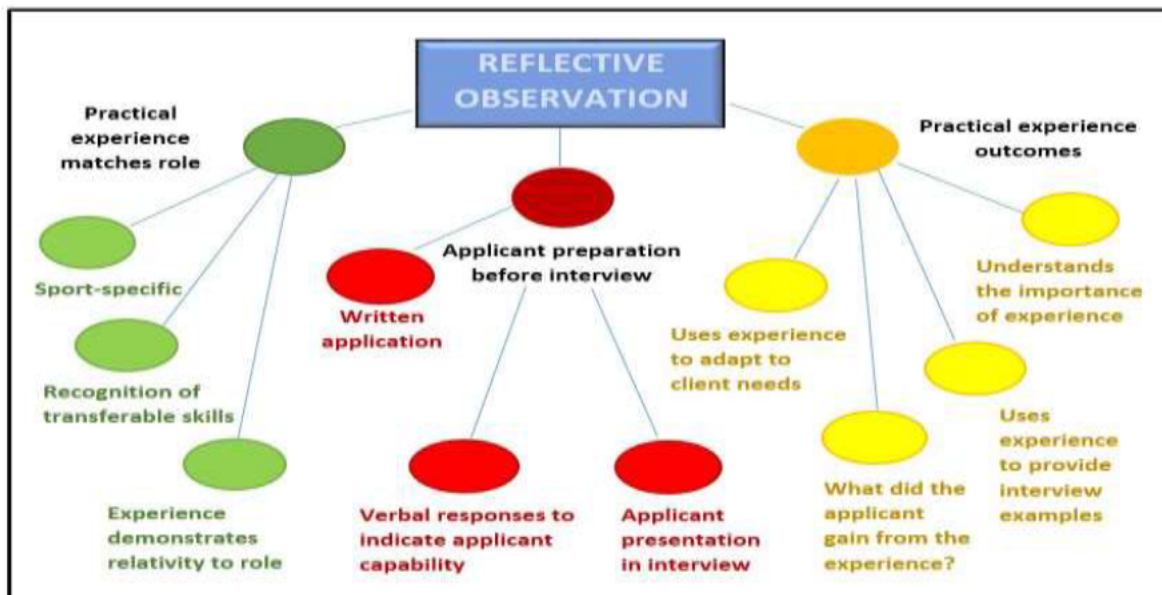 REFLECTIVE
OBSERVATION
Practical
experience
matches role
Practical experience
outcomes
Applicant preparation
before interview
Sport-specific
Written
application
Uses experience
to adapt to
client needs
Understands
the importance
of experience
Recognition of
transferable skills
Uses
experience
to provide
interview
examples
Experience
demonstrates
relativity to role
Verbal responses to
indicate applicant
capability
Applicant
presentation
in interview
What did the
applicant
gain from the
experience?